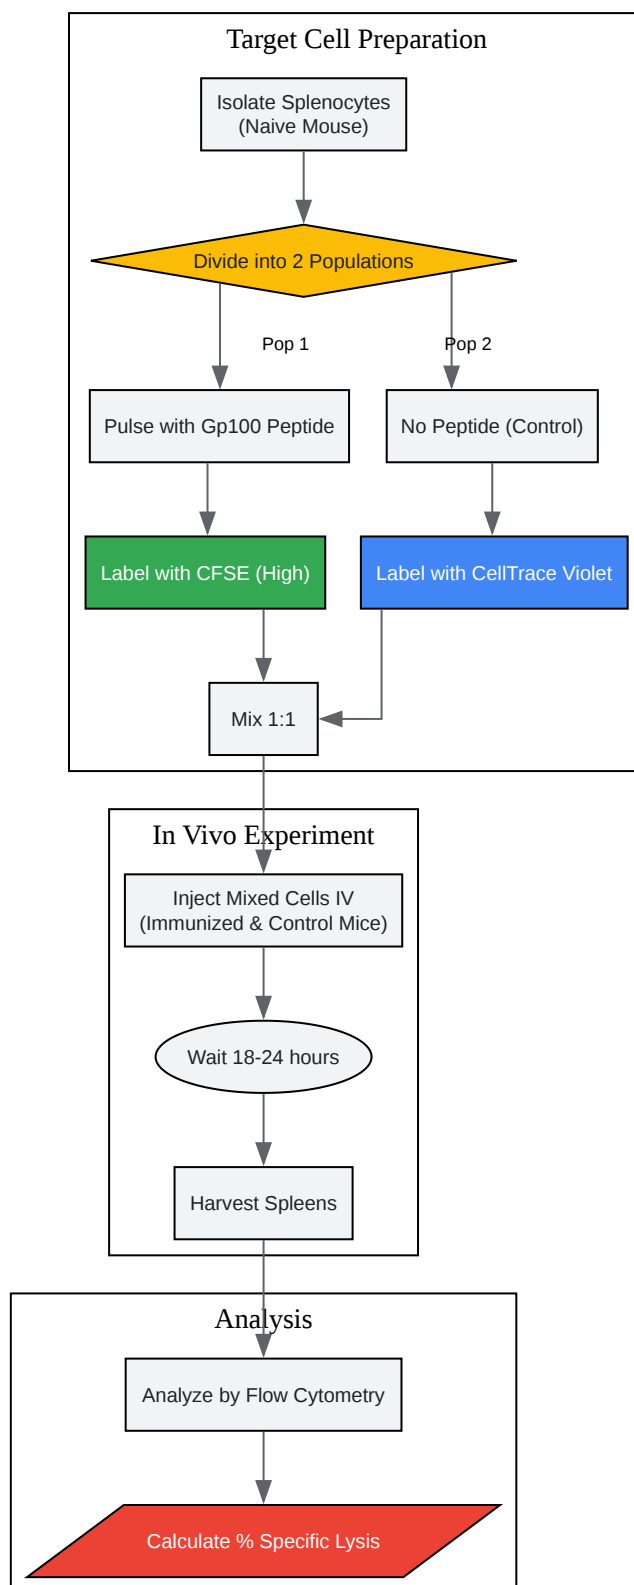 Target Cell Preparation
Isolate Splenocytes
(Naive Mouse)
Divide into 2 Populations
Pop 1
Pop 2
Pulse with Gp100 Peptide
No Peptide (Control)
Label with CFSE (High)
Label with CellTrace Violet
Mix 1:1
In Vivo Experiment
Inject Mixed Cells IV
(Immunized & Control Mice)
Wait 18-24 hours
Harvest Spleens
Analysis
Analyze by Flow Cytometry
Calculate % Specific Lysis